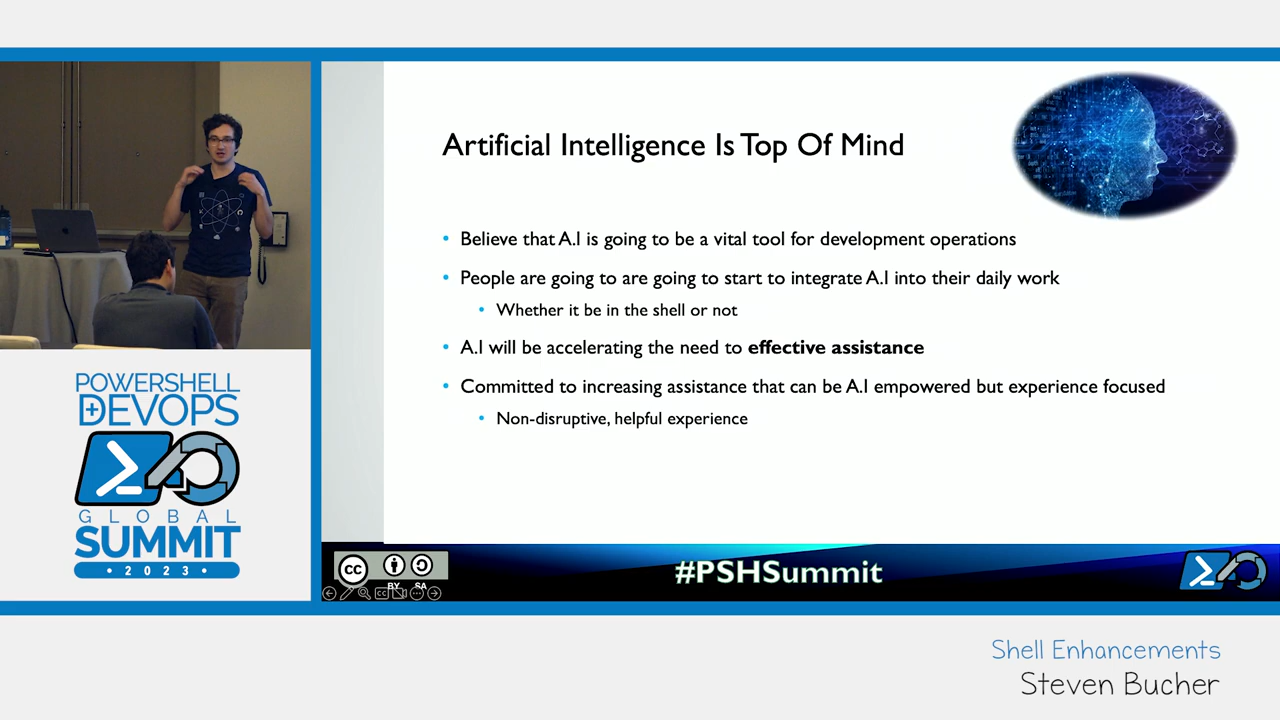 Artificial Intelligence Is Top Of Mind
• Believe that A.I is going to be a vital tool for development operations
• People are going to are going to start to integrate A.I into their daily work
• Whether it be in the shell or not
• A.I will be accelerating the need to effective assistance
• Committed to increasing assistance that can be A.I empowered but experience focused
• Non-disruptive, helpful experience
POWERSHELL
+DEVOPS
GLOBAL
SUMMIT
• 2023 •
cc
BY SA
#PSHSummit
Shell Enhancements
Steven Bucher